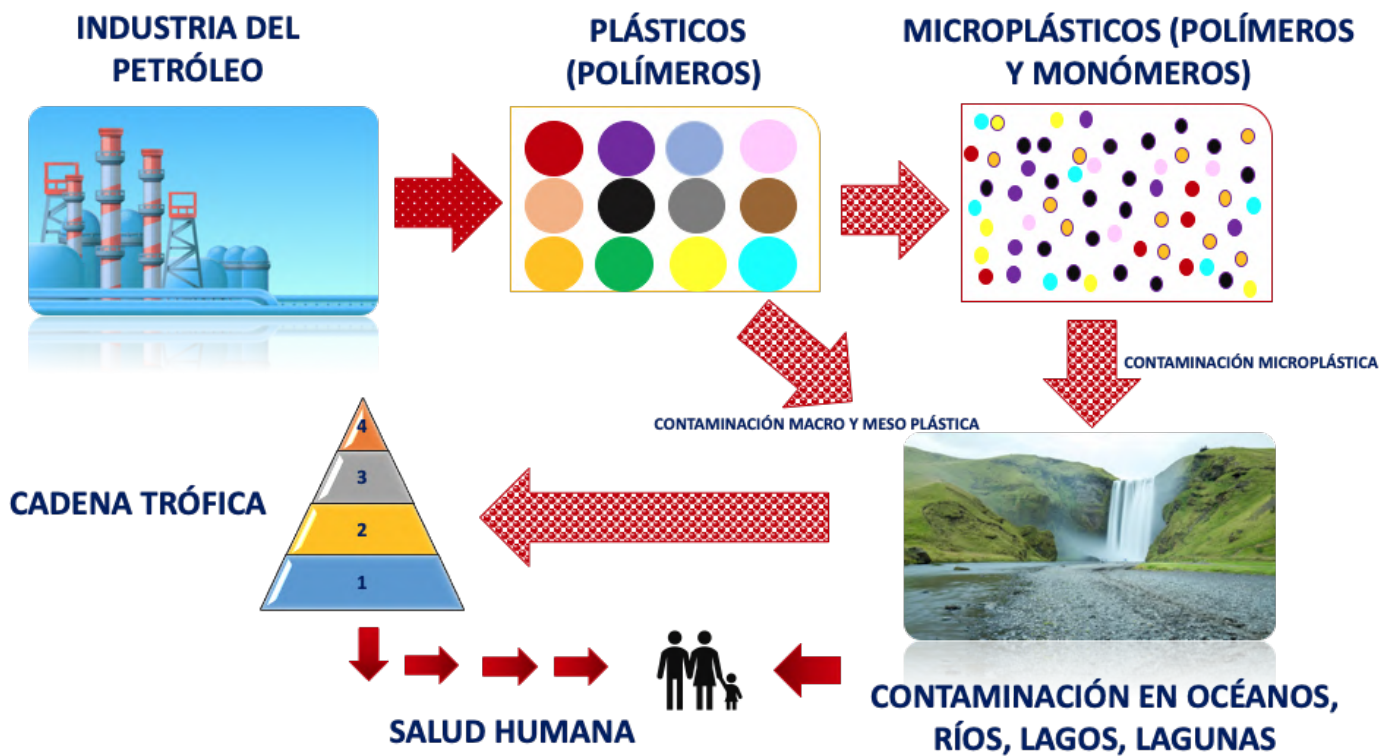 INDUSTRIA DEL
PETRÓLEO
PLÁSTICOS
(POLÍMEROS)
MICROPLÁSTICOS (POLÍMEROS
Y MONÓMEROS)
CONTAMINACIÓN MICROPLÁSTICA
CONTAMINACIÓN MACRO Y MESO PLÁSTICA
CADENA TRÓFICA
4
3
2
1
SALUD HUMANA
CONTAMINACIÓN EN OCÉANOS,
RÍOS, LAGOS, LAGUNAS